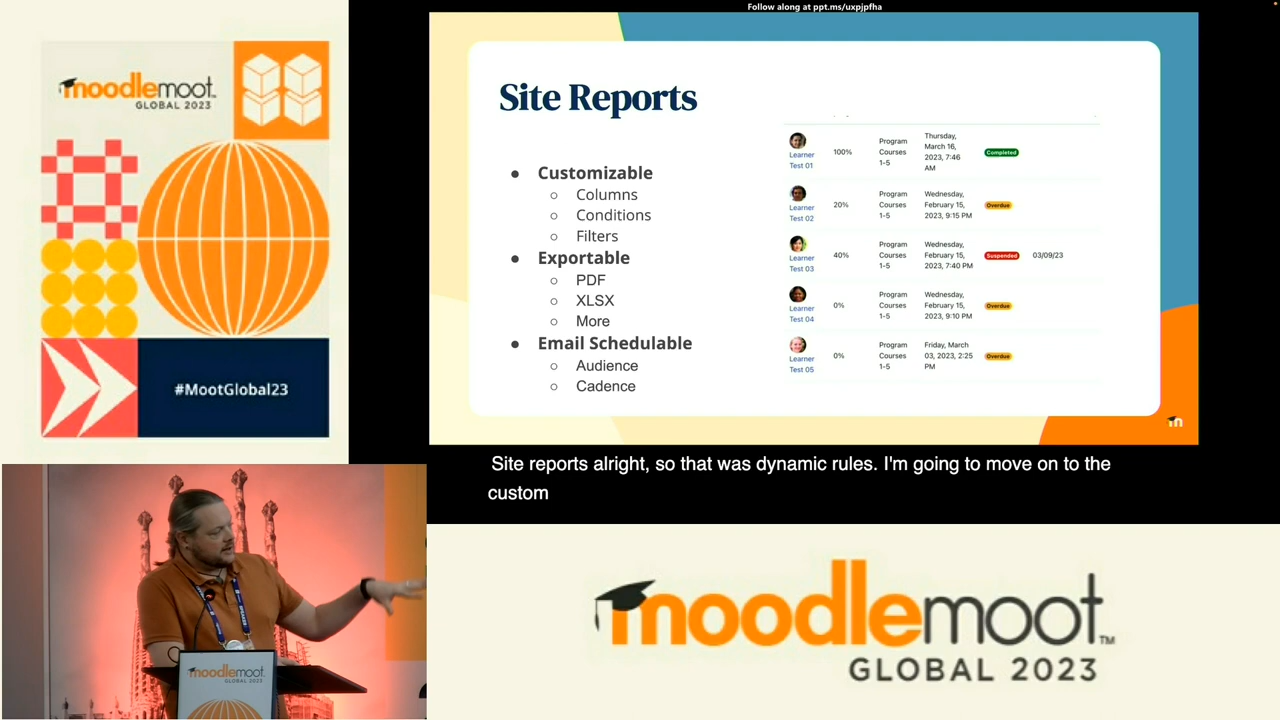 Follow along at ppt.ms/uxpjpfha
moodlemoot™
GLOBAL 2023
#MootGlobal23
Site Reports
● Customizable
○ Columns
○ Conditions
○ Filters
● Exportable
○ PDF
○ XLSX
○ More
● Email Schedulable
○ Audience
○ Cadence
Learner
Test 01
100%
Program
Courses
1-5
Thursday,
March 16,
2023, 7:46
AM
Completed
Learner
Test 02
20%
Program
Courses
1-5
Wednesday,
February 15,
2023, 9:15 PM
Overdue
Learner
Test 03
40%
Program
Courses
1-5
Wednesday,
February 15,
2023, 7:40 PM
Suspended
03/09/23
Learner
Test 04
0%
Program
Courses
1-5
Wednesday,
February 15,
2023, 9:10 PM
Overdue
Learner
Test 05
0%
Program
Courses
1-5
Friday, March
03, 2023, 2:25
PM
Overdue
m
Site reports alright, so that was dynamic rules. I'm going to move on to the
custom
moodlemoot
GLOBAL 2023
moodlemoot™
GLOBAL 2023